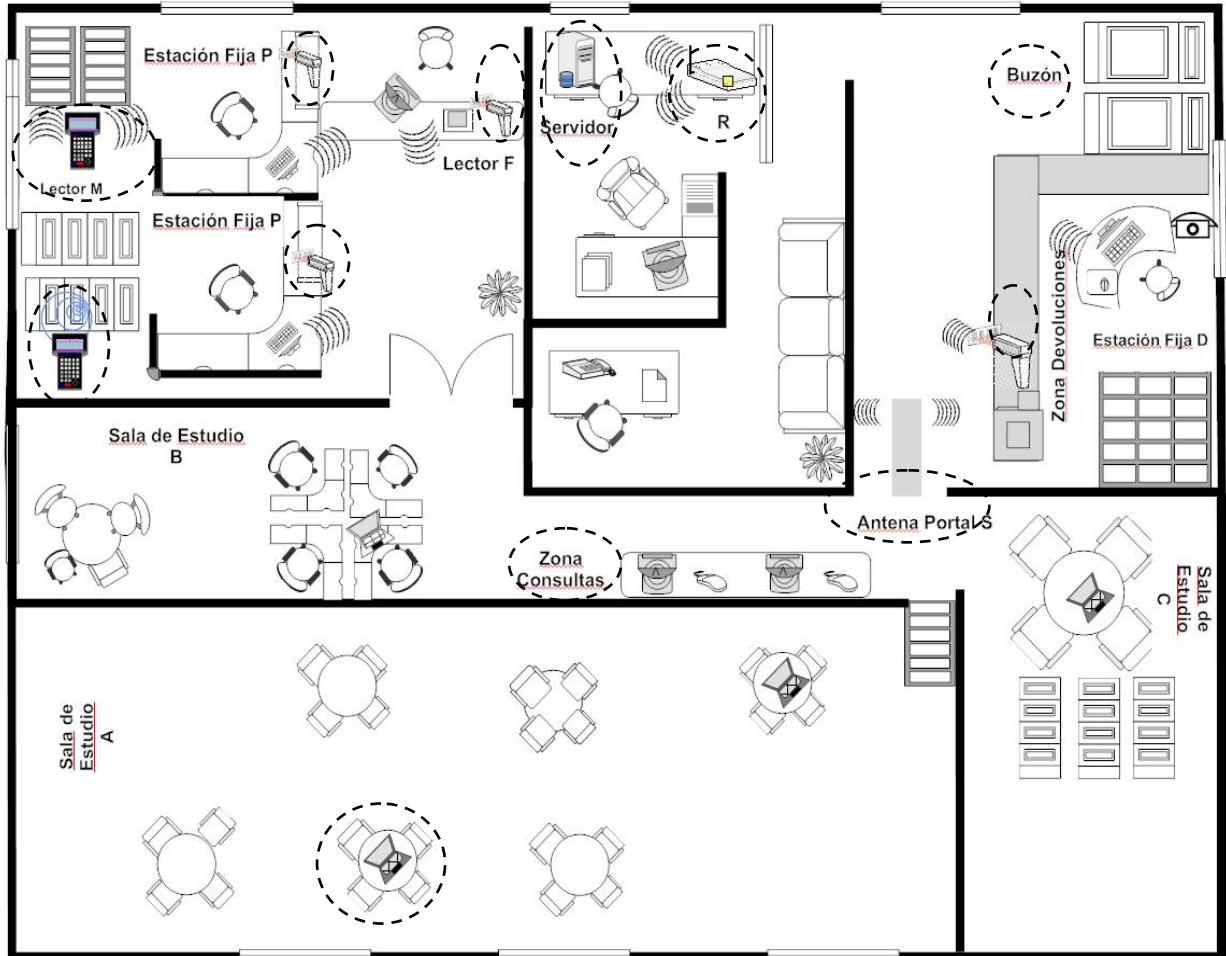 Estación Fija P
Buzón
Servidor
R
Lector F
Lector M
Estación Fija P
Zona Devoluciones
Estación Fija D
Sala de Estudio
B
Antena Portal S
Zona
Consultas
Sala de
Estudio
C
Sala de
Estudio
A